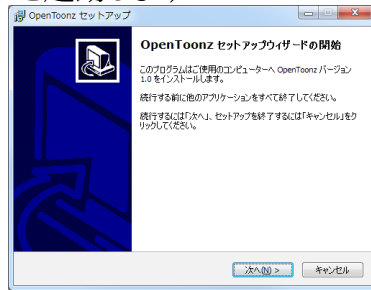 OpenToonz セットアップ
OpenToonz セットアップウィザードの開始
このプログラムはご使用のコンピューターへ OpenToonz バージョン
1.0 をインストールします。
続行する前に他のアプリケーションをすべて終了してください。
続行するには「次へ」、セットアップを終了するには「キャンセル」をク
リックしてください。
次へ(N) >
キャンセル